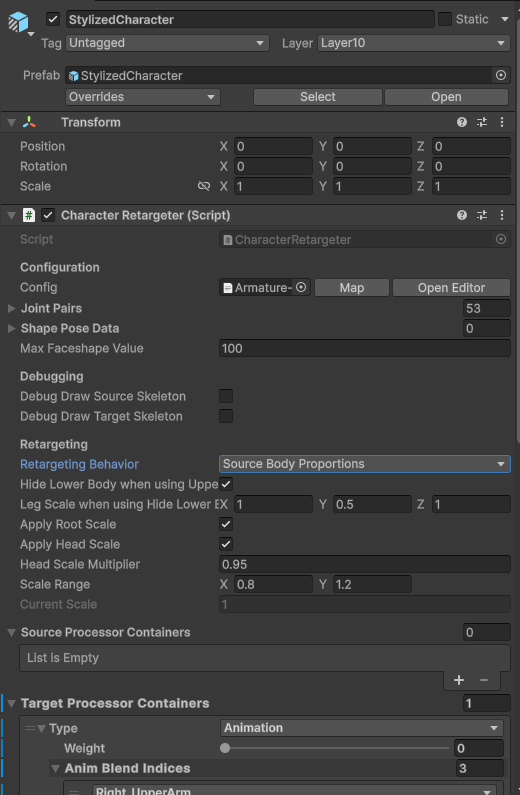 StylizedCharacter Static
Tag Untagged Layer Layer10
Prefab StylizedCharacter
Overrides Select Open
Transform
Position X 0 Y 0 Z 0
Rotation X 0 Y 0 Z 0
Scale X 1 Y 1 Z 1
# Character Retargeter (Script)
Script # CharacterRetargeter
Configuration
Config Armature- Map Open Editor
Joint Pairs 53
Shape Pose Data 0
Max Faceshape Value 100
Debugging
Debug Draw Source Skeleton
Debug Draw Target Skeleton
Retargeting
Retargeting Behavior Source Body Proportions
Hide Lower Body when using Uppe
Leg Scale when using Hide Lower E X 1 Y 0.5 Z 1
Apply Root Scale
Apply Head Scale
Head Scale Multiplier 0.95
Scale Range X 0.8 Y 1.2
Current Scale 1
Source Processor Containers 0
List is Empty
+ −
Target Processor Containers 1
Type Animation
Weight 0
Anim Blend Indices 3
Right_UpperArm